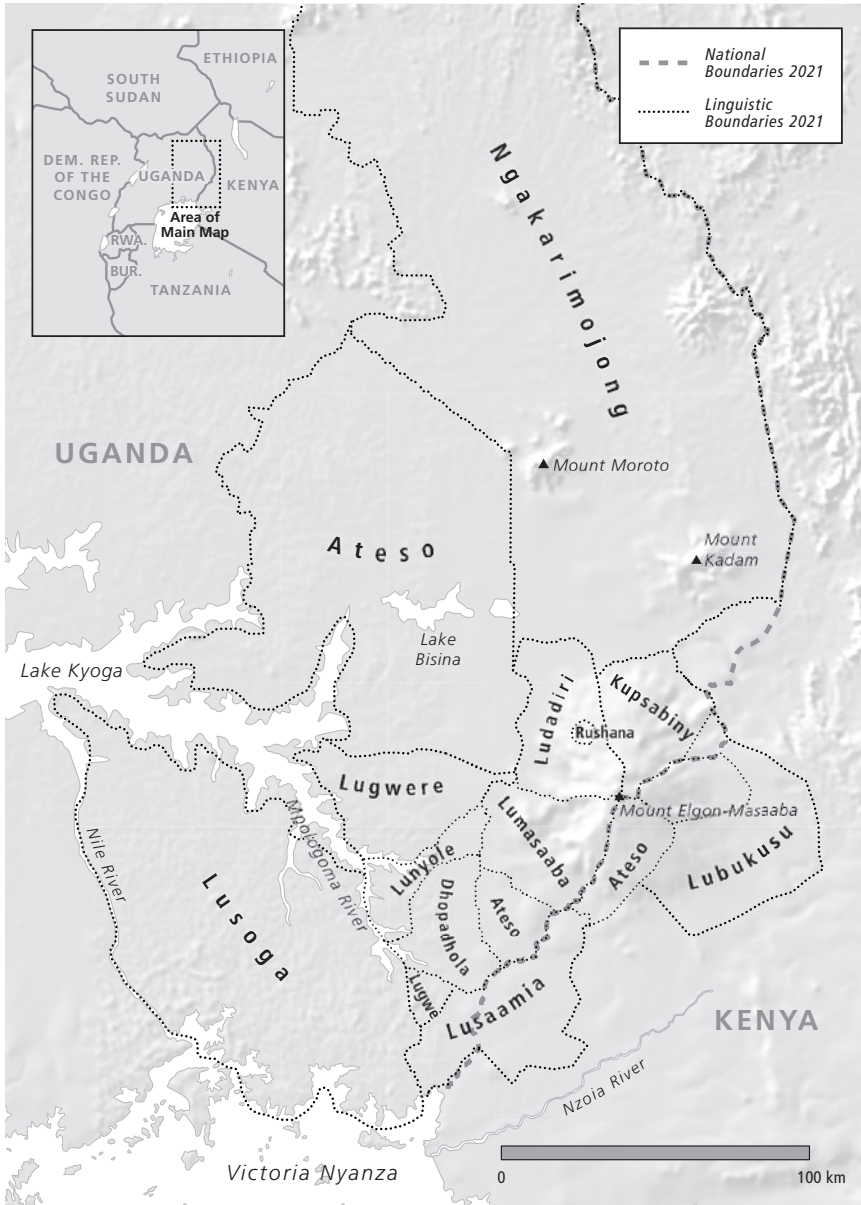 SOUTH
SUDAN
ETHIOPIA
DEM. REP.
OF THE
CONGO
UGANDA
KENYA
Area of
Main Map
RWA.
BUR.
TANZANIA
National
Boundaries 2021
Linguistic
Boundaries 2021
Ngakarimojong
UGANDA
Mount Moroto
Ateso
Mount
Kadam
Lake
Bisina
Lake Kyoga
Ludadiri
Kupsabiny
Rushana
Lugwere
Mount Elgon-Masaaba
Mpologoma River
Lumasaaba
Nile River
Lunyole
Ateso
Lubukusu
Lusoga
Dhopadhola
Ateso
Lugwe
Lusaamia
KENYA
Nzoia River
Victoria Nyanza
0
100 km